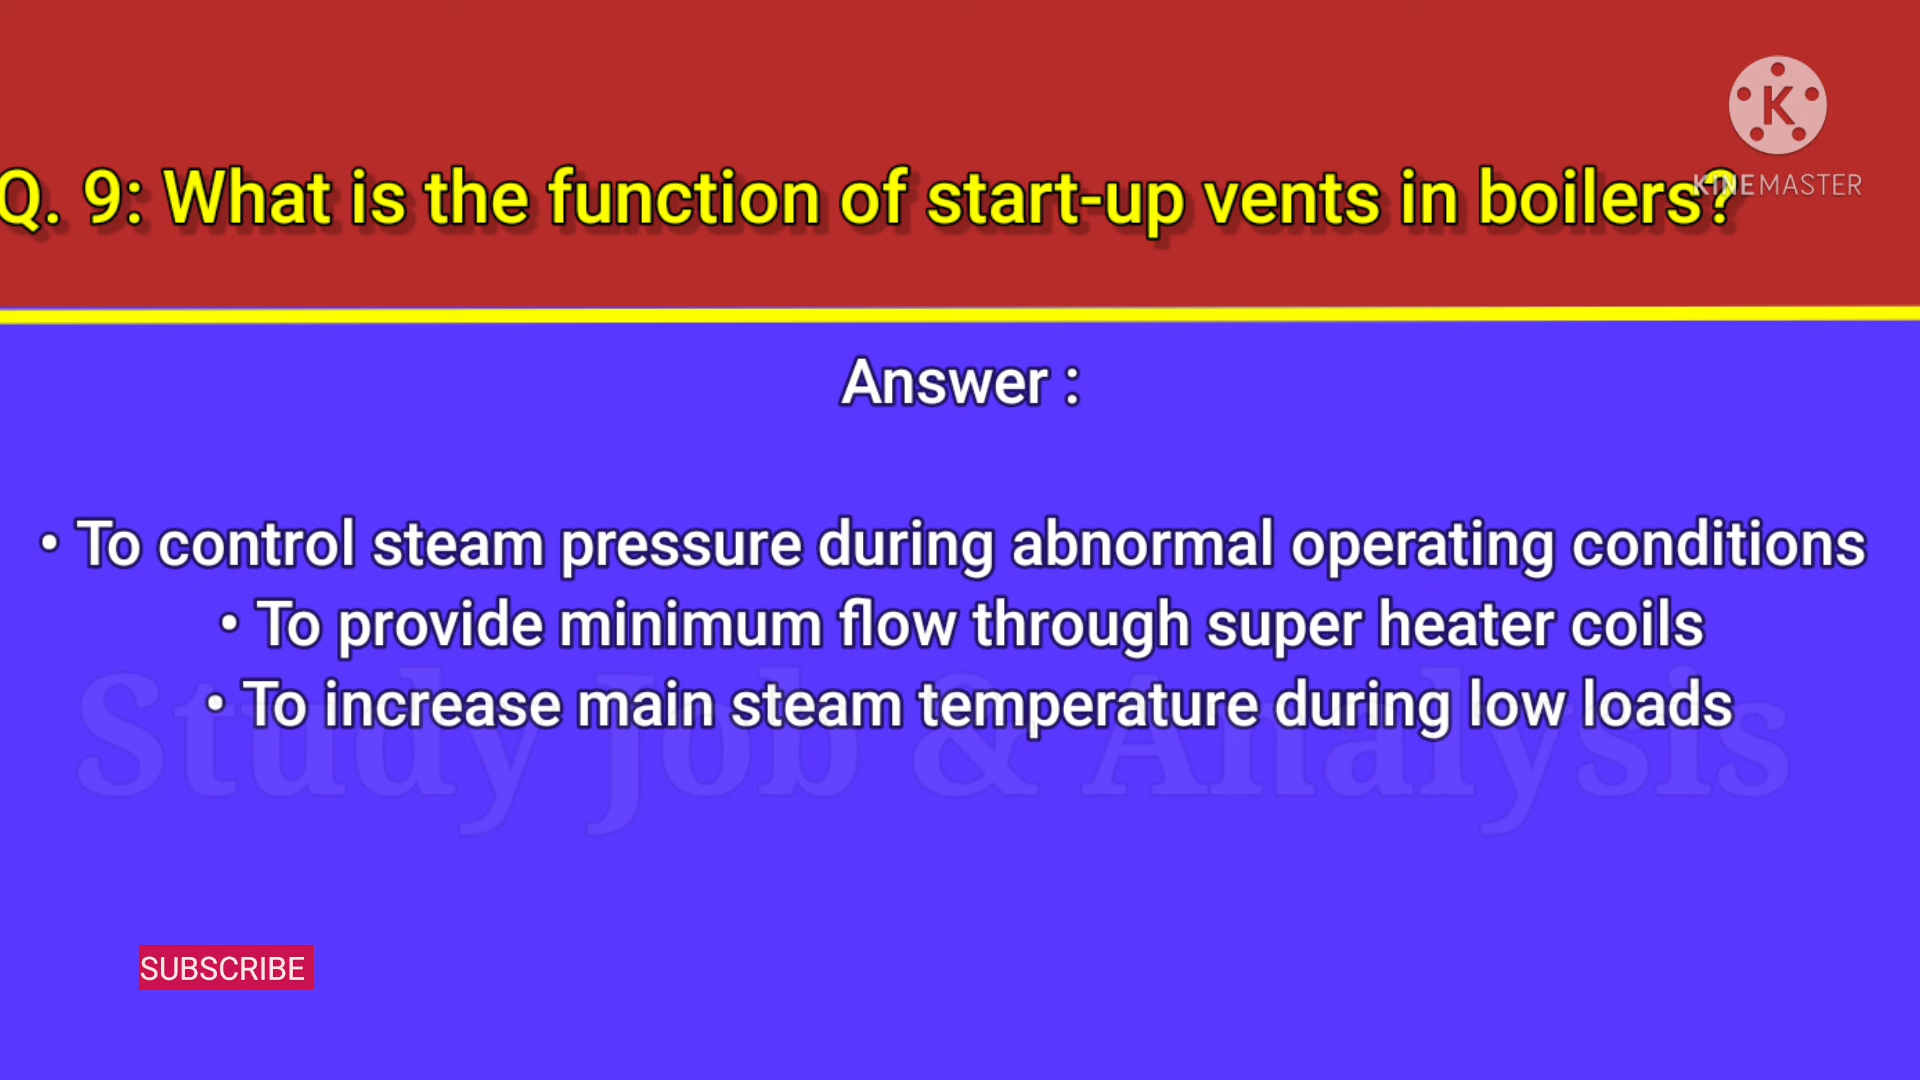 K
KINEMASTER
Q. 9: What is the function of start-up vents in boilers?
Answer :
• To control steam pressure during abnormal operating conditions
• To provide minimum flow through super heater coils
• To increase main steam temperature during low loads
Study Job & Analysis
SUBSCRIBE